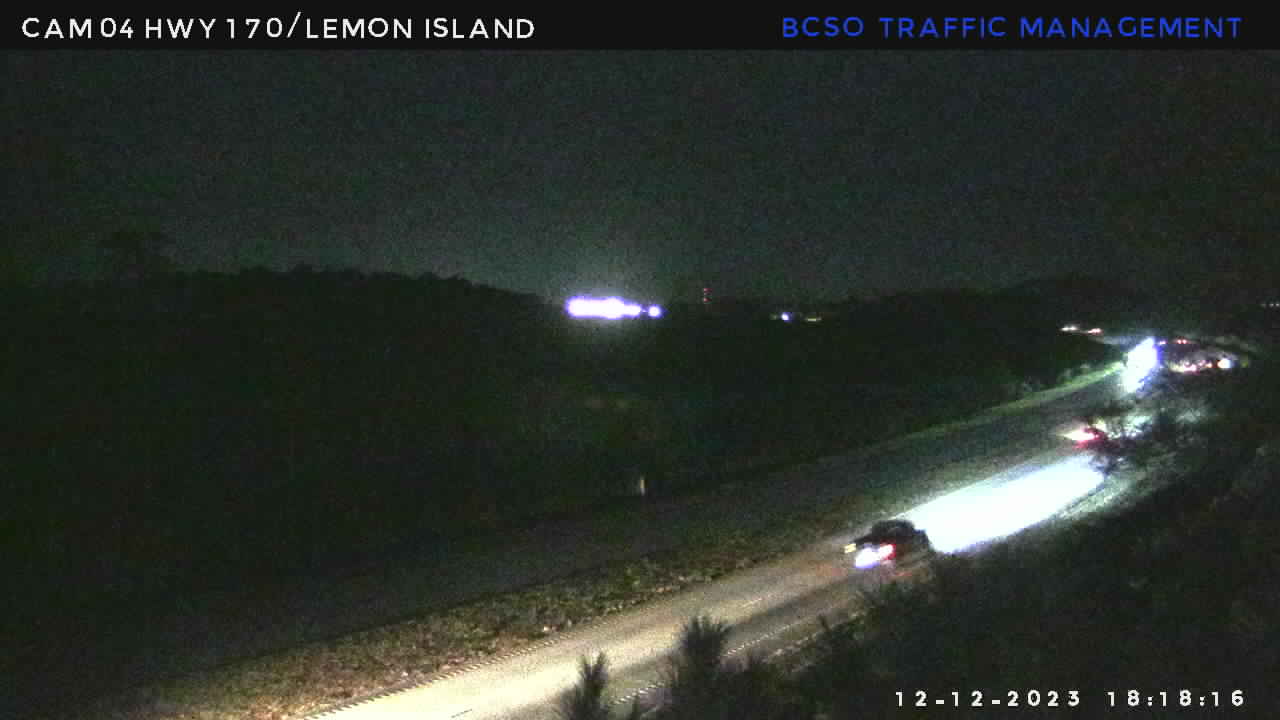 CAM04 HWY 170/LEMON ISLAND
BCSO TRAFFIC MANAGEMENT
12-12-2023 18:18:16